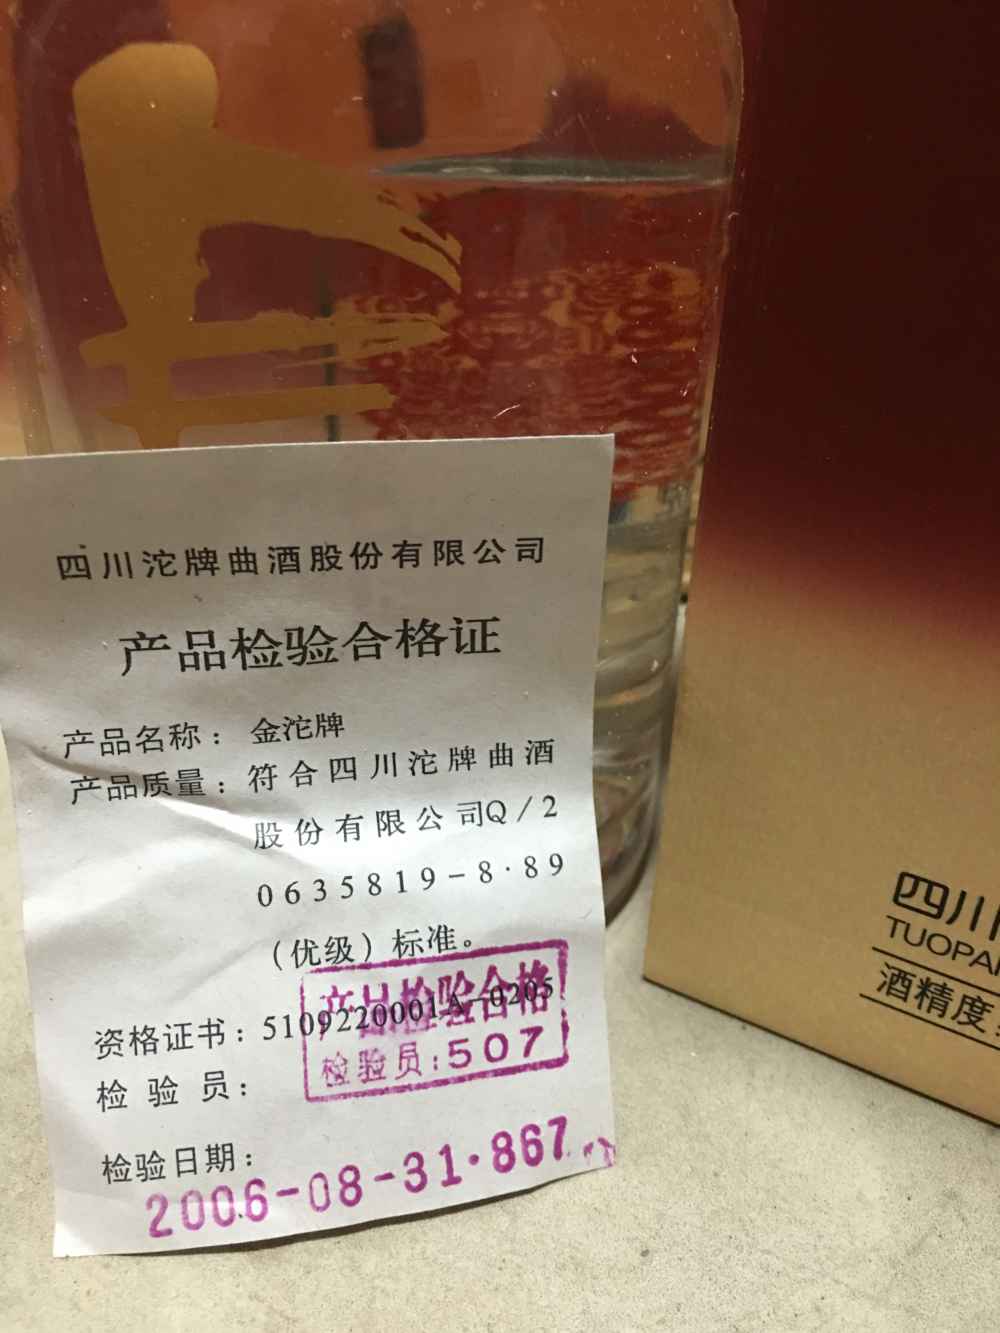 四川沱牌曲酒股份有限公司
产品检验合格证
产品名称：金沱牌
产品质量：符合四川沱牌曲酒
股份有限公司Q/2
0635819-8·89
（优级）标准。
资格证书：5109220001A-0205
产品检验合格
检验员：507
检验员：
检验日期：
2006-08-31·867
四川
TUOPA
酒精度